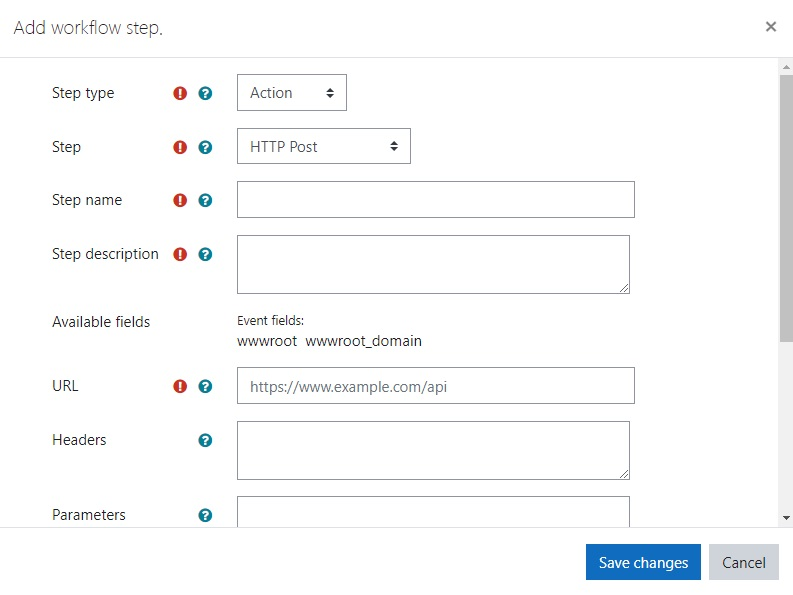 Add workflow step.
×
Step type ! ? Action
Step ! ? HTTP Post
Step name ! ?
Step description ! ?
Available fields
Event fields:
wwwroot wwwroot_domain
URL ! ? https://www.example.com/api
Headers ?
Parameters ?
Save changes Cancel